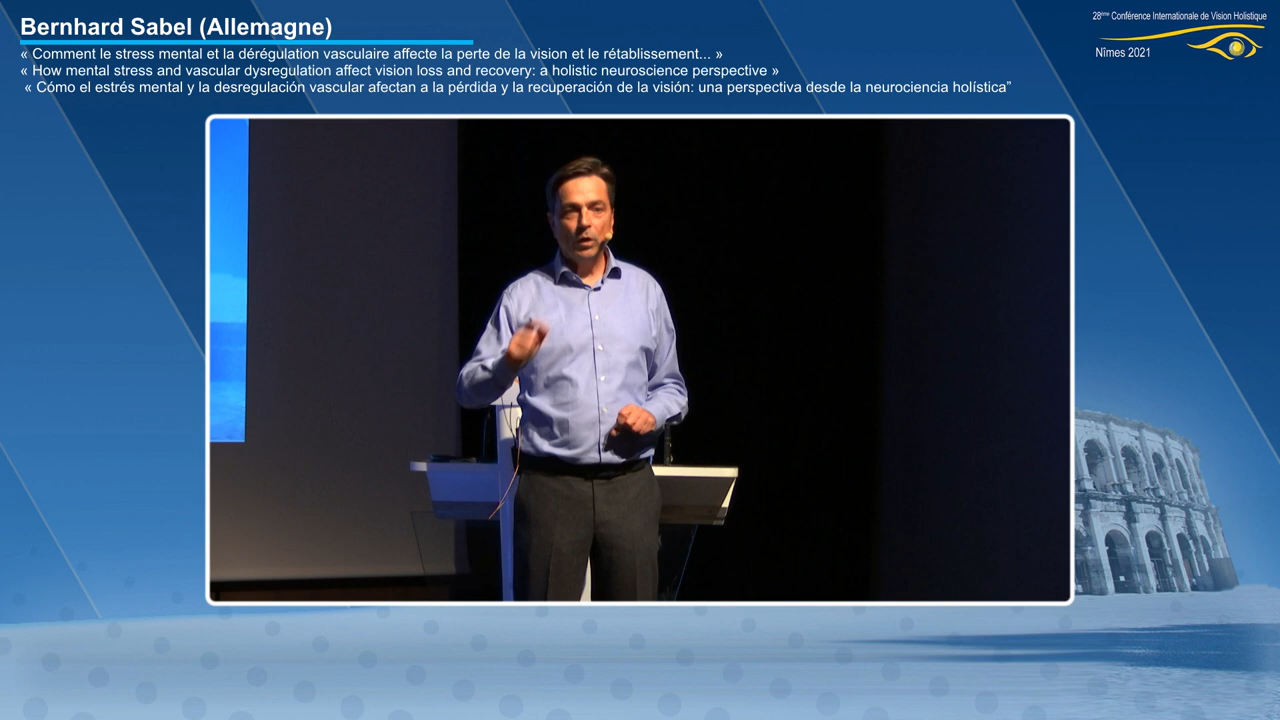 Bernhard Sabel (Allemagne)
« Comment le stress mental et la dérégulation vasculaire affecte la perte de la vision et le rétablissement... »
« How mental stress and vascular dysregulation affect vision loss and recovery: a holistic neuroscience perspective »
« Cómo el estrés mental y la desregulación vascular afectan a la pérdida y la recuperación de la visión: una perspectiva desde la neurociencia holística”
28ème Conférence Internationale de Vision Holistique
Nîmes 2021